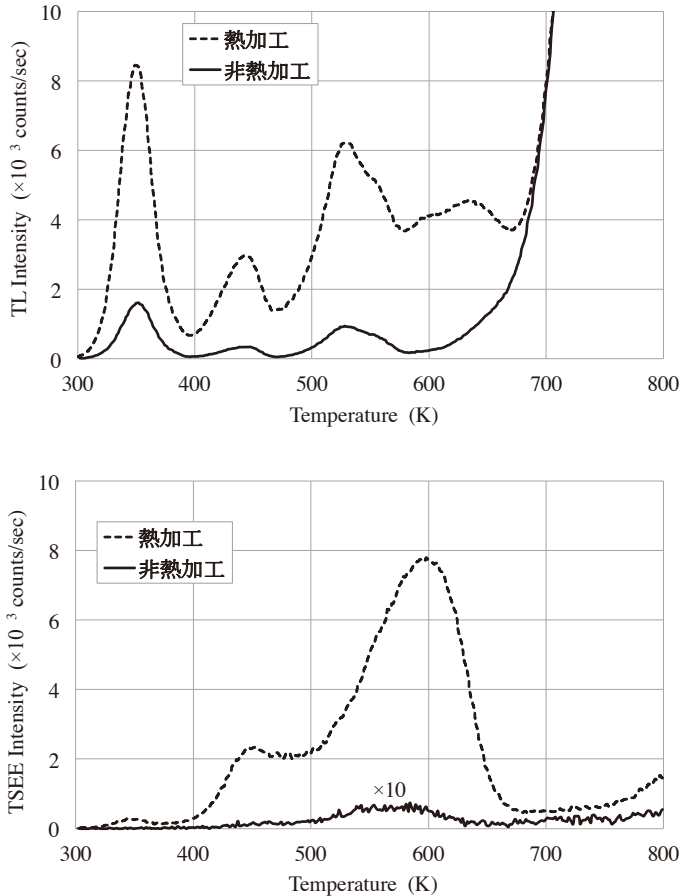 10
8
6
4
2
0
TL Intensity (×10 ³ counts/sec)
熱加工
非熱加工
300 400 500 600 700 800
Temperature (K)
10
8
6
4
2
0
TSEE Intensity (×10 ³ counts/sec)
熱加工
非熱加工
×10
300 400 500 600 700 800
Temperature (K)